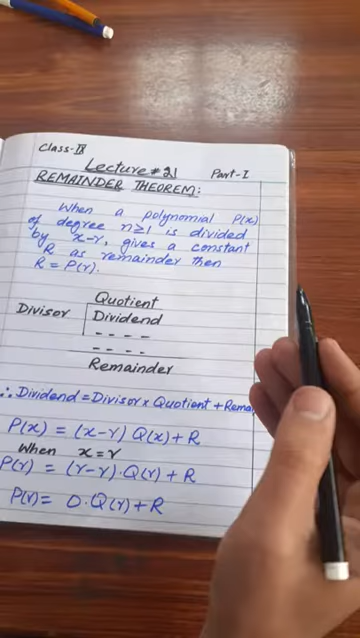 Class-IX
Lecture # 21 Part-I
REMAINDER THEOREM:
When a polynomial P(x)
of degree n≥1 is divided
by x-r, gives a constant
R as remainder then
R = P(r).
Quotient
Divisor Dividend
- - - -
- - - -
Remainder
∴ Dividend = Divisor x Quotient + Rema
P(x) = (x-r) Q(x) + R
When x=r
P(r) = (r-r)·Q(r) + R
P(r) = 0·Q(r) + R